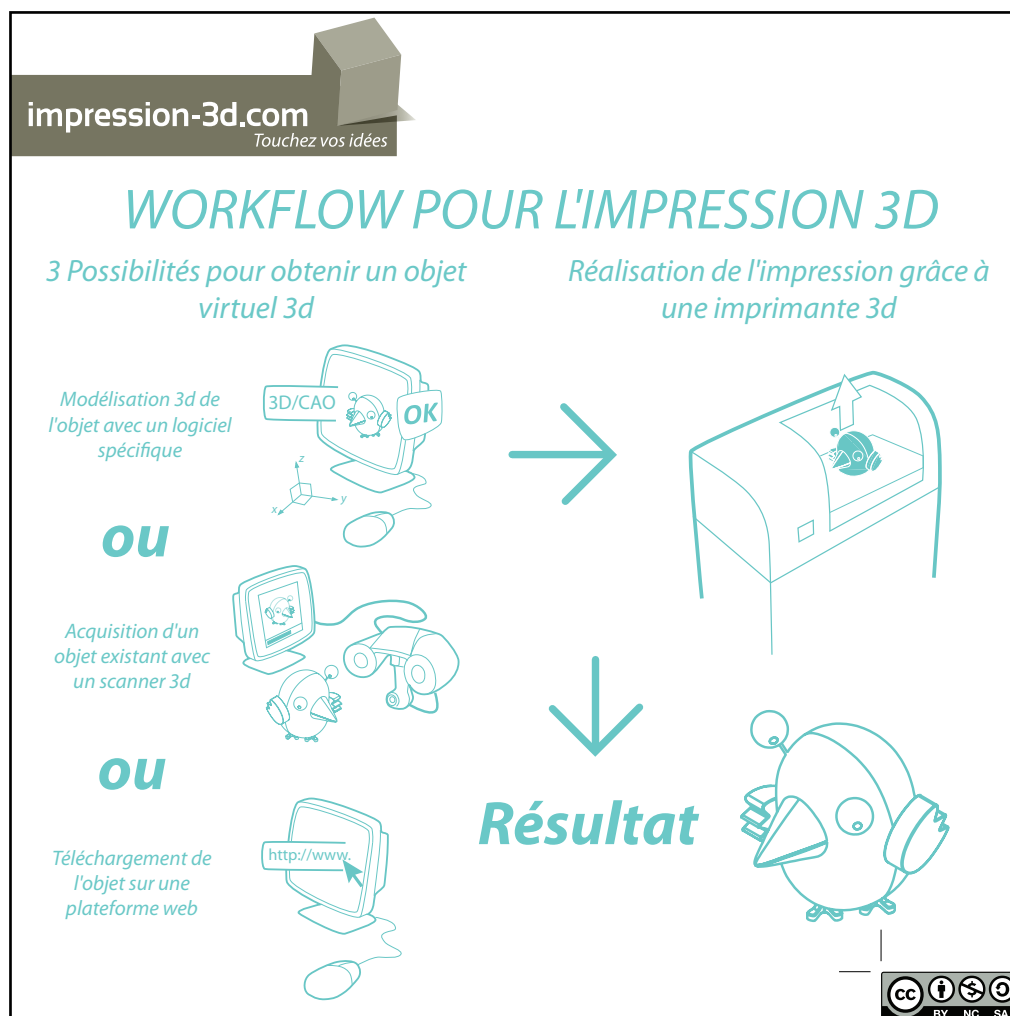 impression-3d.com
Touchez vos idées
WORKFLOW POUR L'IMPRESSION 3D
3 Possibilités pour obtenir un objet
virtuel 3d
Réalisation de l'impression grâce à
une imprimante 3d
Modélisation 3d de
l'objet avec un logiciel
spécifique
3D/CAO
OK
z
y
x
ou
Acquisition d'un
objet existant avec
un scanner 3d
ou
Résultat
Téléchargement de
l'objet sur une
plateforme web
http://www.
cc
BY NC SA